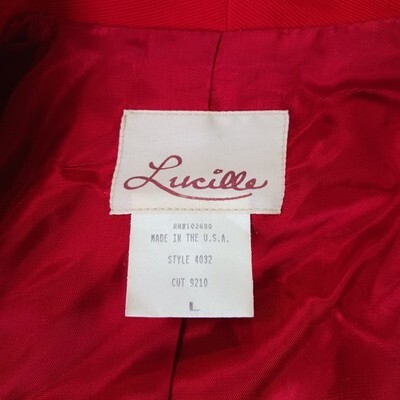 Lucille
RN#102680
MADE IN THE U.S.A.
STYLE 4032
CUT 9210
L